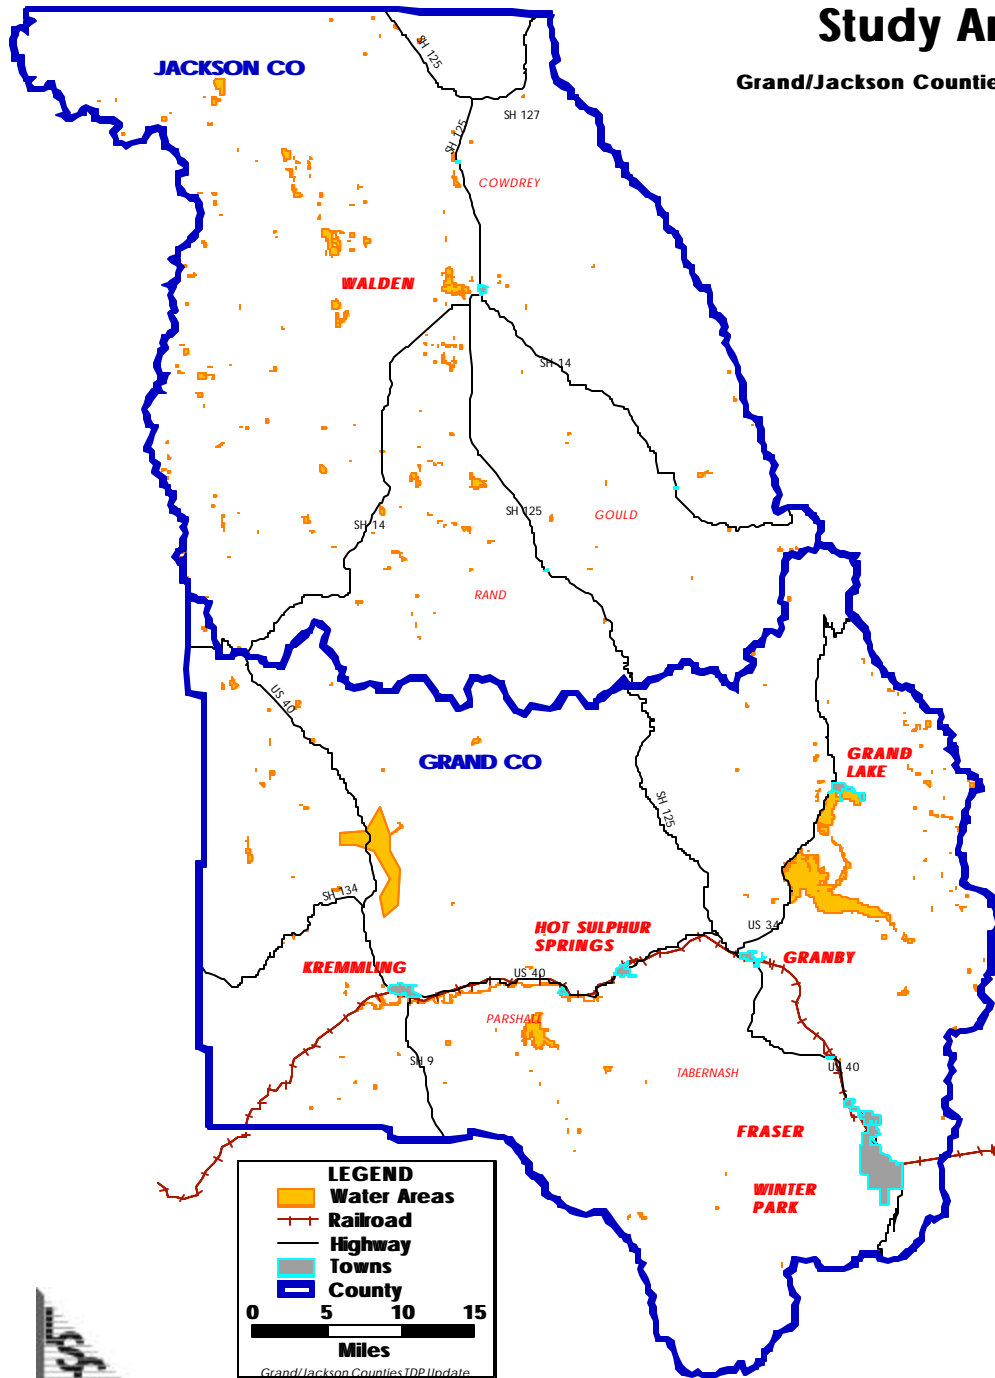 Study Ar
Grand/Jackson Countie
JACKSON CO
SH 125
SH 127
SH 125
COWDREY
WALDEN
SH 14
SH 14
SH 125
GOULD
RAND
US 40
GRAND CO
GRAND
LAKE
SH 125
SH 134
HOT SULPHUR
SPRINGS
US 34
KREMMLING
US 40
GRANBY
PARSHALL
SH 9
TABERNASH
US 40
FRASER
WINTER
PARK
LEGEND
Water Areas
Railroad
Highway
Towns
County
0 5 10 15
Miles
Grand/Jackson Counties TDP Update
LSC